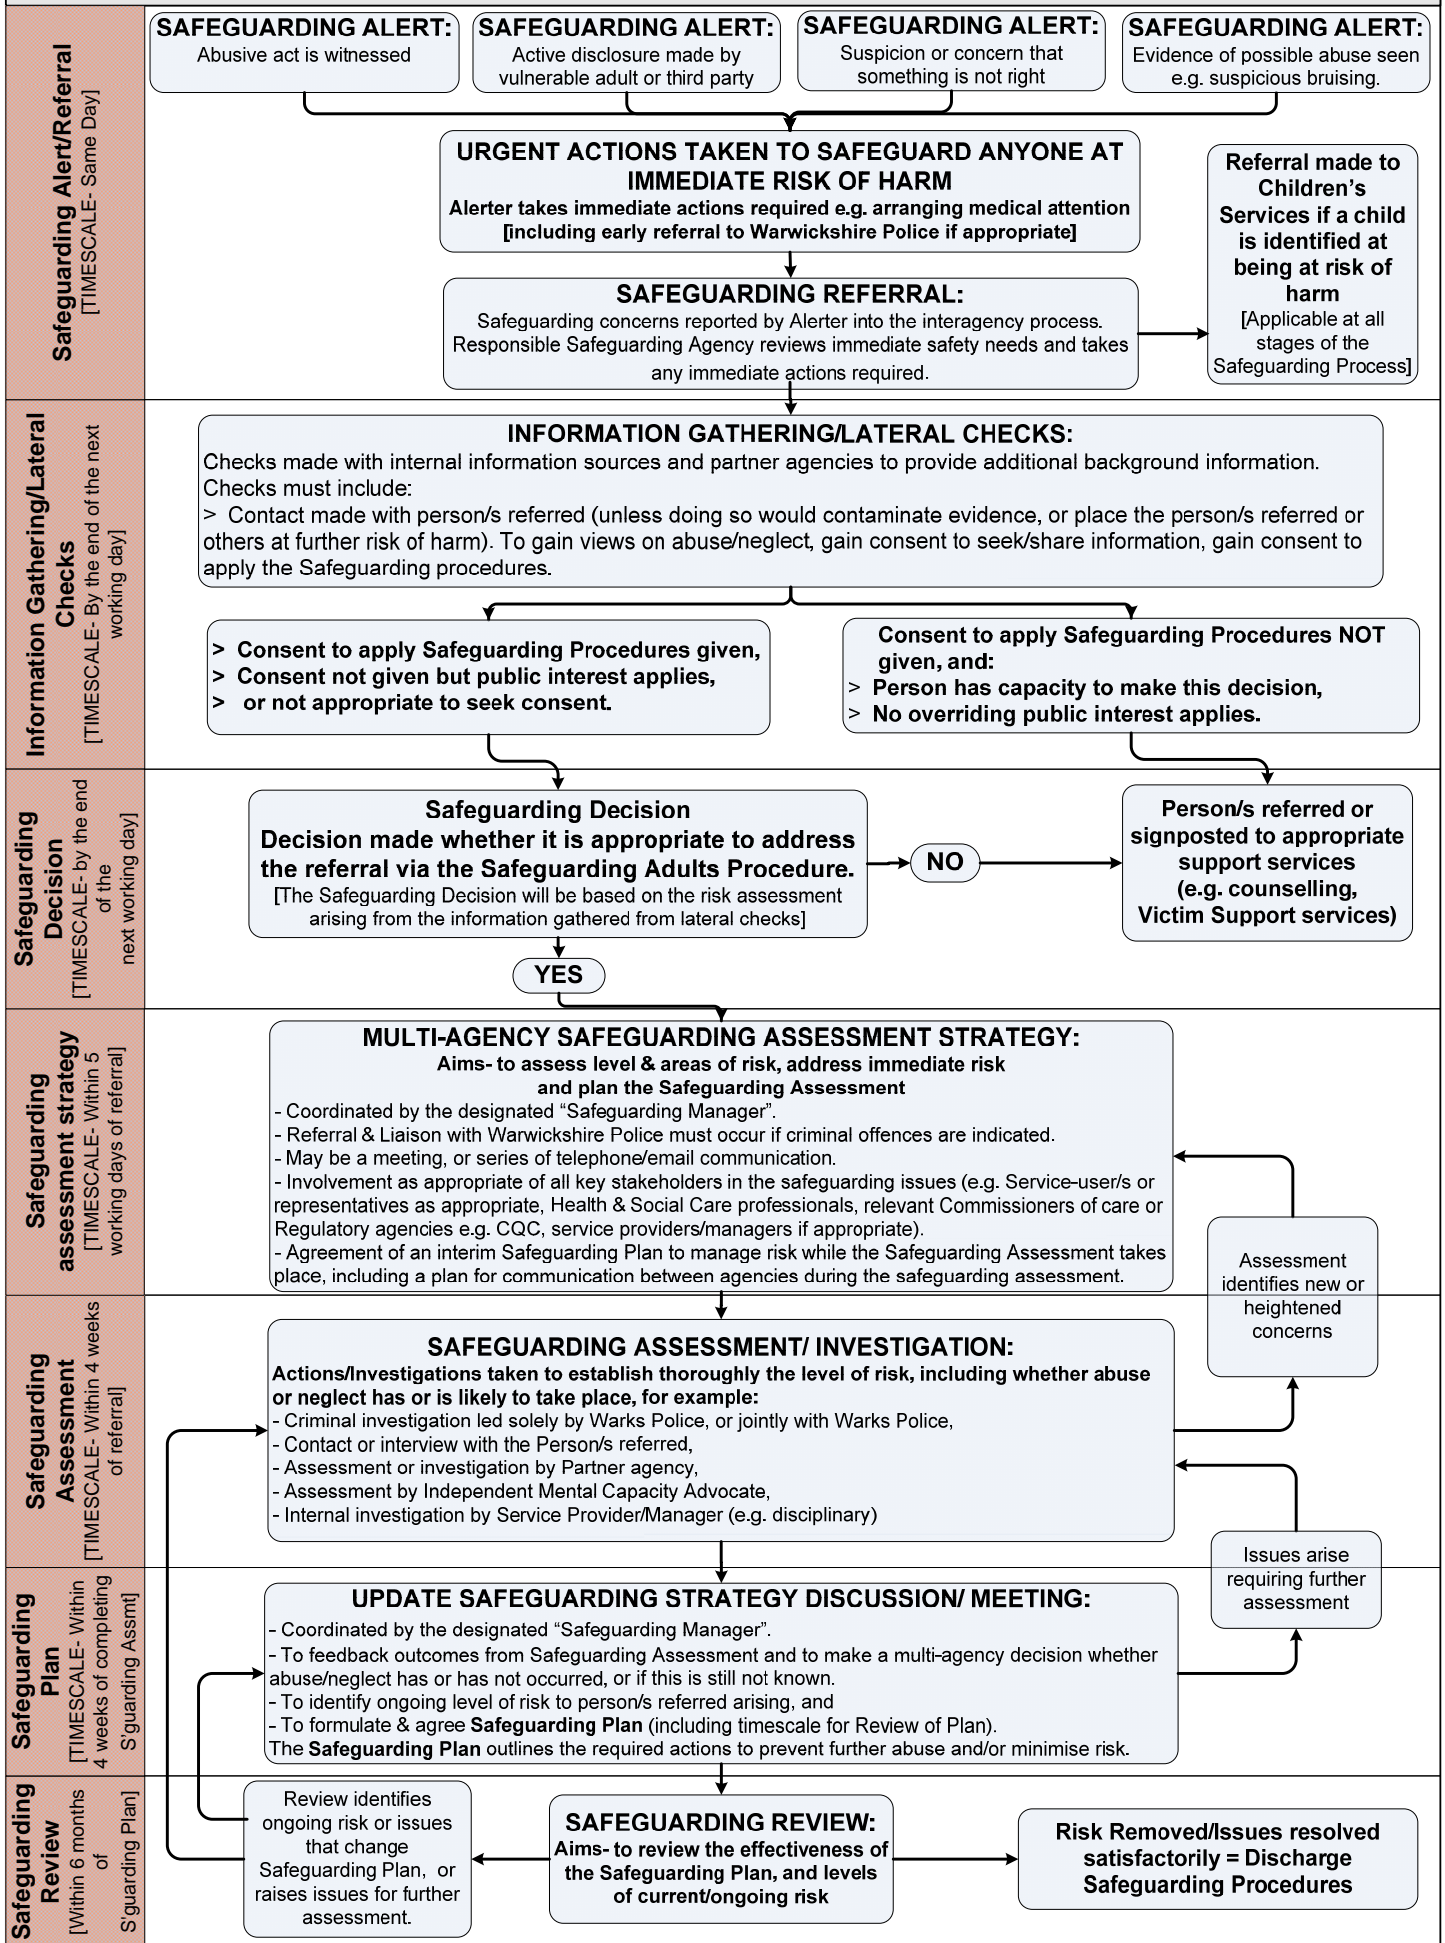 Safeguarding Alert/Referral
[TIMESCALE- Same Day]
SAFEGUARDING ALERT:
Abusive act is witnessed
SAFEGUARDING ALERT:
Active disclosure made by
vulnerable adult or third party
SAFEGUARDING ALERT:
Suspicion or concern that
something is not right
SAFEGUARDING ALERT:
Evidence of possible abuse seen
e.g. suspicious bruising.
URGENT ACTIONS TAKEN TO SAFEGUARD ANYONE AT
IMMEDIATE RISK OF HARM
Alerter takes immediate actions required e.g. arranging medical attention
[including early referral to Warwickshire Police if appropriate]
SAFEGUARDING REFERRAL:
Safeguarding concerns reported by Alerter into the interagency process.
Responsible Safeguarding Agency reviews immediate safety needs and takes
any immediate actions required.
Referral made to
Children's
Services if a child
is identified at
being at risk of
harm
[Applicable at all
stages of the
Safeguarding Process]
Information Gathering/Lateral
Checks
[TIMESCALE- By the end of the next
working day]
INFORMATION GATHERING/LATERAL CHECKS:
Checks made with internal information sources and partner agencies to provide additional background information.
Checks must include:
> Contact made with person/s referred (unless doing so would contaminate evidence, or place the person/s referred or
others at further risk of harm). To gain views on abuse/neglect, gain consent to seek/share information, gain consent to
apply the Safeguarding procedures.
> Consent to apply Safeguarding Procedures given,
> Consent not given but public interest applies,
> or not appropriate to seek consent.
Consent to apply Safeguarding Procedures NOT
given, and:
> Person has capacity to make this decision,
> No overriding public interest applies.
Safeguarding
Decision
[TIMESCALE- by the end
of the
next working day]
Safeguarding Decision
Decision made whether it is appropriate to address
the referral via the Safeguarding Adults Procedure.
[The Safeguarding Decision will be based on the risk assessment
arising from the information gathered from lateral checks]
NO
Person/s referred or
signposted to appropriate
support services
(e.g. counselling,
Victim Support services)
YES
Safeguarding
assessment strategy
[TIMESCALE- Within 5
working days of referral]
MULTI-AGENCY SAFEGUARDING ASSESSMENT STRATEGY:
Aims- to assess level & areas of risk, address immediate risk
and plan the Safeguarding Assessment
- Coordinated by the designated “Safeguarding Manager”.
- Referral & Liaison with Warwickshire Police must occur if criminal offences are indicated.
- May be a meeting, or series of telephone/email communication.
- Involvement as appropriate of all key stakeholders in the safeguarding issues (e.g. Service-user/s or
representatives as appropriate, Health & Social Care professionals, relevant Commissioners of care or
Regulatory agencies e.g. CQC, service providers/managers if appropriate).
- Agreement of an interim Safeguarding Plan to manage risk while the Safeguarding Assessment takes
place, including a plan for communication between agencies during the safeguarding assessment.
Assessment
identifies new or
heightened
concerns
Safeguarding
Assessment
[TIMESCALE- Within 4 weeks
of referral]
SAFEGUARDING ASSESSMENT/ INVESTIGATION:
Actions/Investigations taken to establish thoroughly the level of risk, including whether abuse
or neglect has or is likely to take place, for example:
- Criminal investigation led solely by Warks Police, or jointly with Warks Police,
- Contact or interview with the Person/s referred,
- Assessment or investigation by Partner agency,
- Assessment by Independent Mental Capacity Advocate,
- Internal investigation by Service Provider/Manager (e.g. disciplinary)
Issues arise
requiring further
assessment
Safeguarding
Plan
[TIMESCALE- Within
4 weeks of completing
S'guarding Assmt]
UPDATE SAFEGUARDING STRATEGY DISCUSSION/ MEETING:
- Coordinated by the designated “Safeguarding Manager”.
- To feedback outcomes from Safeguarding Assessment and to make a multi-agency decision whether
abuse/neglect has or has not occurred, or if this is still not known.
- To identify ongoing level of risk to person/s referred arising, and
- To formulate & agree Safeguarding Plan (including timescale for Review of Plan).
The Safeguarding Plan outlines the required actions to prevent further abuse and/or minimise risk.
Safeguarding
Review
[Within 6 months
of
S'guarding Plan]
Review identifies
ongoing risk or issues
that change
Safeguarding Plan, or
raises issues for further
assessment.
SAFEGUARDING REVIEW:
Aims- to review the effectiveness of
the Safeguarding Plan, and levels
of current/ongoing risk
Risk Removed/Issues resolved
satisfactorily = Discharge
Safeguarding Procedures